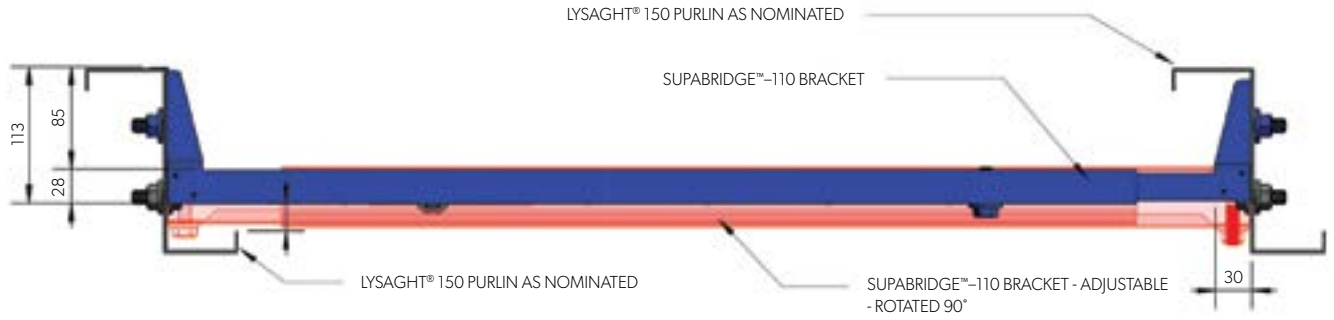 LYSAGHT® 150 PURLIN AS NOMINATED
SUPABRIDGE™–110 BRACKET
113
85
28
LYSAGHT® 150 PURLIN AS NOMINATED
SUPABRIDGE™–110 BRACKET - ADJUSTABLE
- ROTATED 90°
30